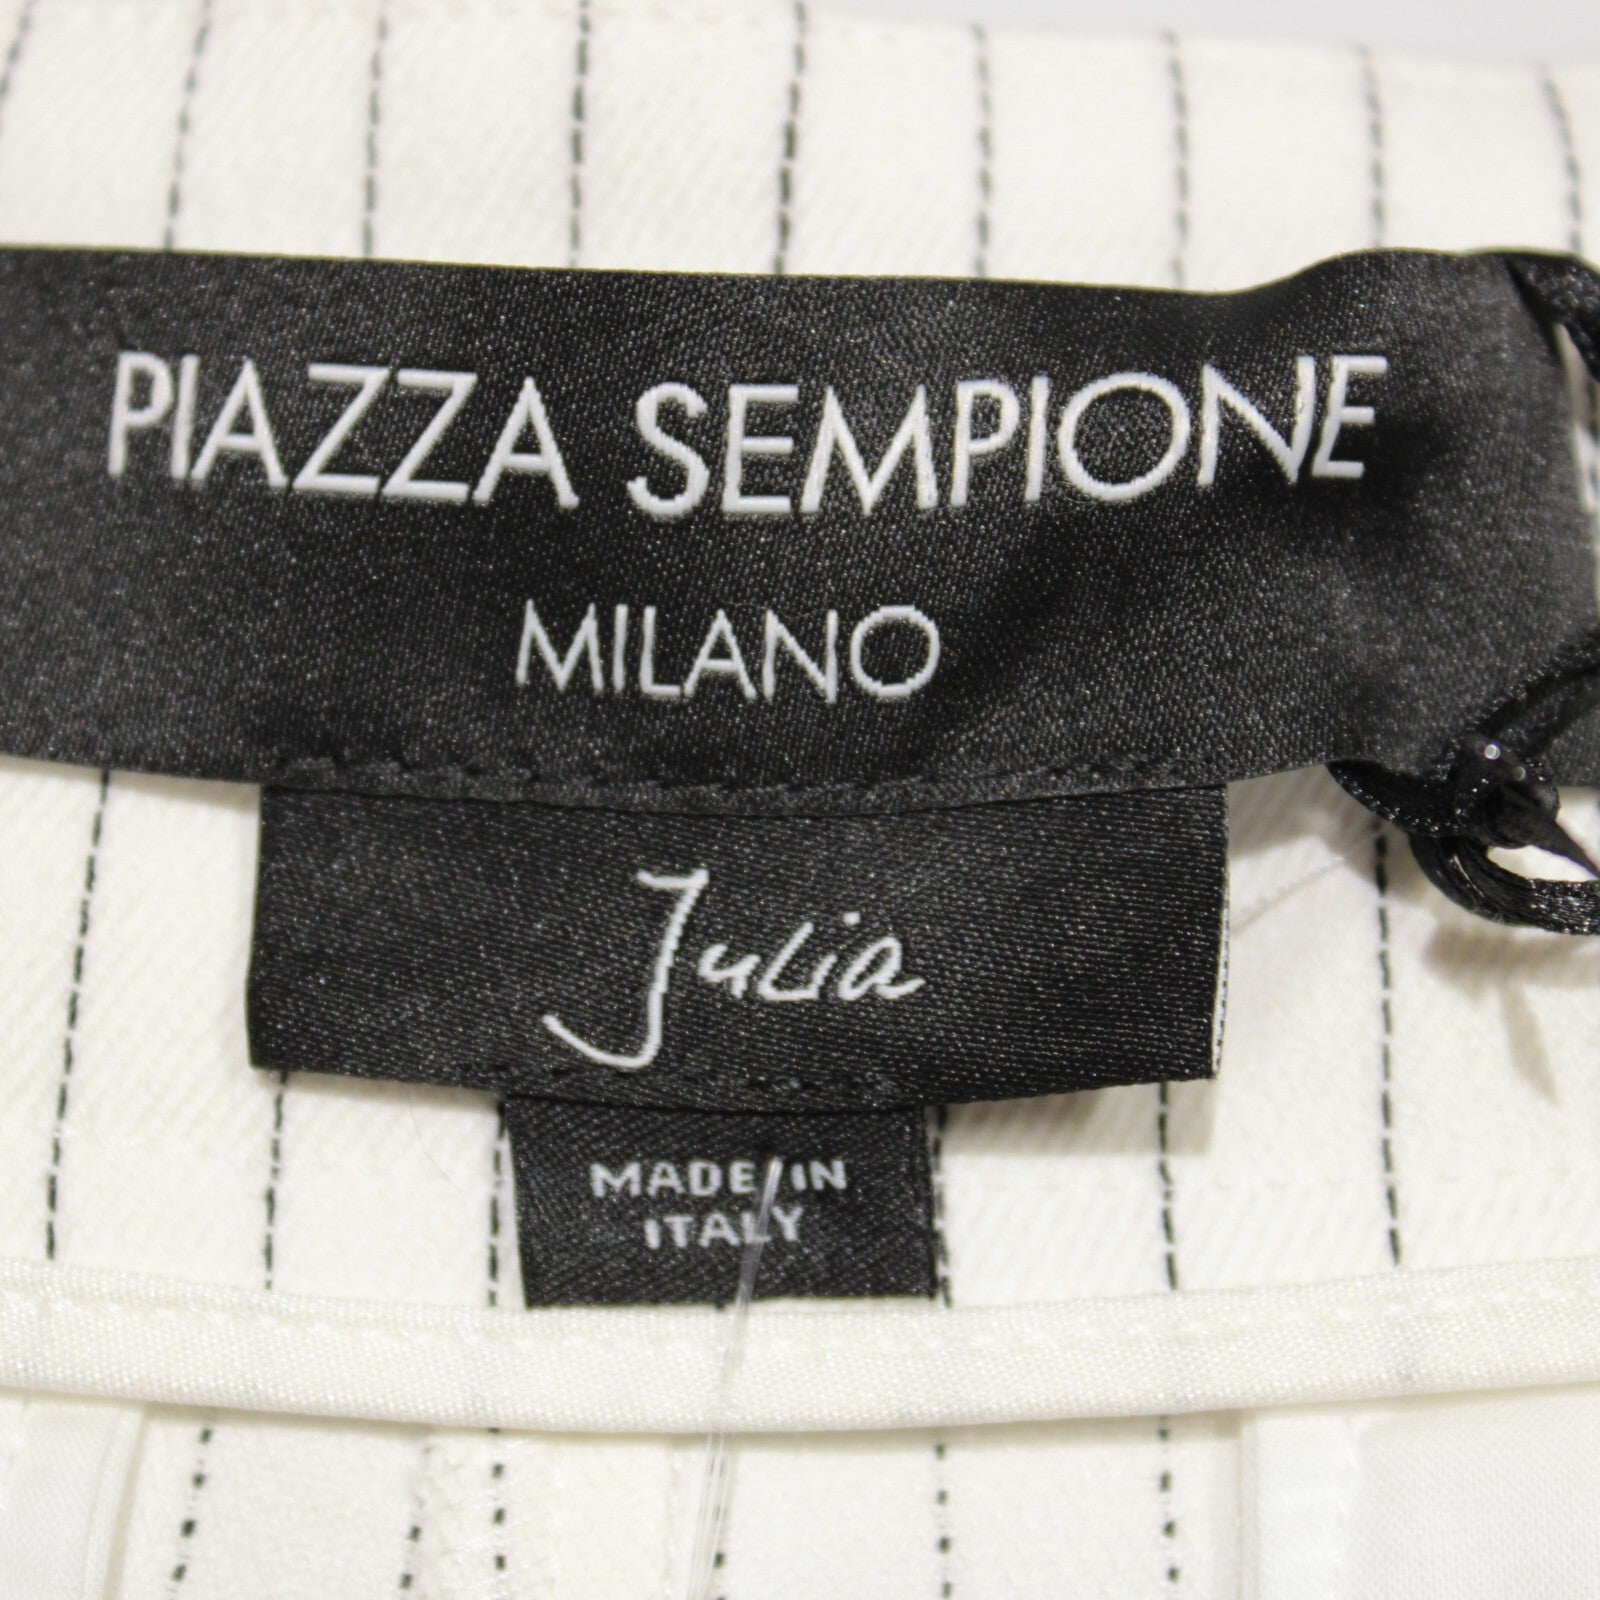 PIAZZA SEMPIONE
MILANO
Julia
MADE IN
ITALY